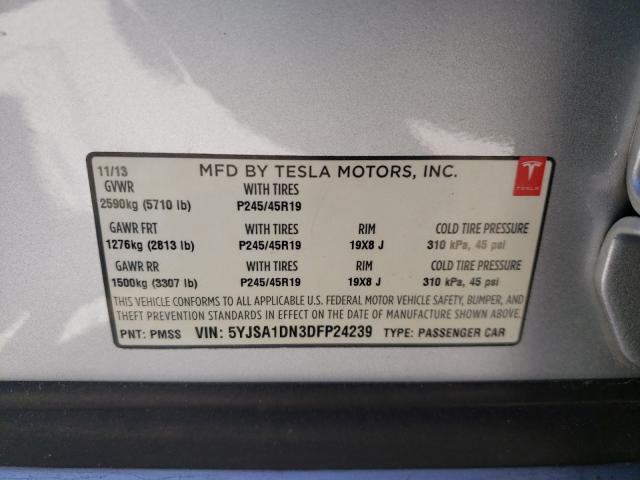 11/13 MFD BY TESLA MOTORS, INC.
GVWR WITH TIRES TESLA
2590kg (5710 lb) P245/45R19
GAWR FRT WITH TIRES RIM COLD TIRE PRESSURE
1276kg (2813 lb) P245/45R19 19X8 J 310 kPa, 45 psi
GAWR RR WITH TIRES RIM COLD TIRE PRESSURE
1500kg (3307 lb) P245/45R19 19X8 J 310 kPa, 45 psi
THIS VEHICLE CONFORMS TO ALL APPLICABLE U.S. FEDERAL MOTOR VEHICLE SAFETY, BUMPER, AND
THEFT PREVENTION STANDARDS IN EFFECT ON THE DATE OF MANUFACTURE SHOWN ABOVE.
PNT: PMSS VIN: 5YJSA1DN3DFP24239 TYPE: PASSENGER CAR